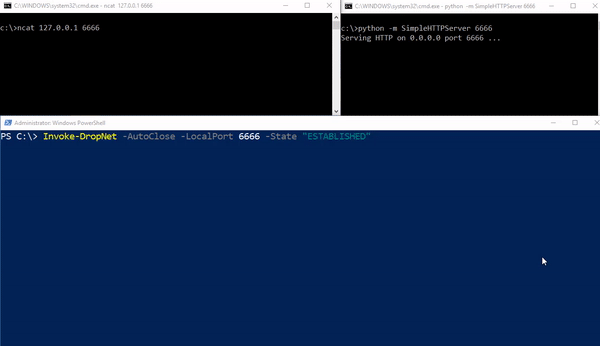 C:\WINDOWS\system32\cmd.exe - ncat 127.0.0.1 6666
c:\>ncat 127.0.0.1 6666
C:\WINDOWS\system32\cmd.exe - python -m SimpleHTTPServer 6666
c:\>python -m SimpleHTTPServer 6666
Serving HTTP on 0.0.0.0 port 6666 ...
Administrator: Windows PowerShell
PS C:\> Invoke-DropNet -AutoClose -LocalPort 6666 -State "ESTABLISHED"